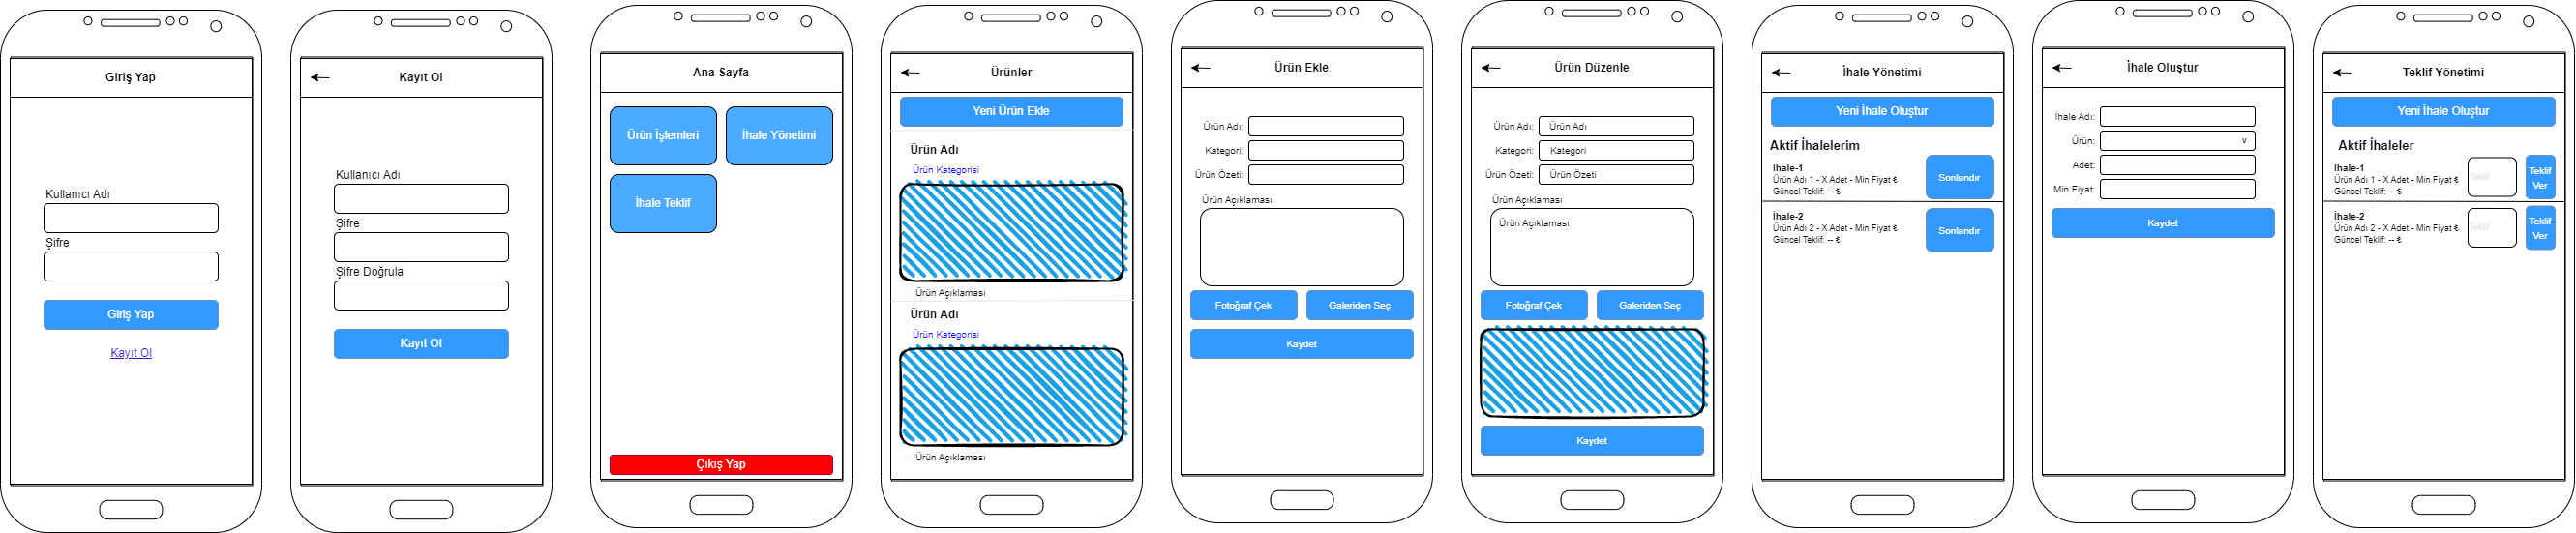 Giriş Yap
Kullanıcı Adı
Şifre
Giriş Yap
Kayıt Ol
Kayıt Ol
Kullanıcı Adı
Şifre
Şifre Doğrula
Kayıt Ol
Ana Sayfa
Ürün İşlemleri
İhale Yönetimi
İhale Teklif
Çıkış Yap
Ürünler
Yeni Ürün Ekle
Ürün Adı
Ürün Kategorisi
Ürün Açıklaması
Ürün Adı
Ürün Kategorisi
Ürün Açıklaması
Ürün Ekle
Ürün Adı:
Kategori:
Ürün Özeti:
Ürün Açıklaması
Fotoğraf Çek
Galeriden Seç
Kaydet
Ürün Düzenle
Ürün Adı: Ürün Adı
Kategori: Kategori
Ürün Özeti: Ürün Özeti
Ürün Açıklaması
Ürün Açıklaması
Fotoğraf Çek
Galeriden Seç
Kaydet
İhale Yönetimi
Yeni İhale Oluştur
Aktif İhalelerim
İhale-1
Ürün Adı 1 - X Adet - Min Fiyat ₺
Güncel Teklif: -- ₺
Sonlandır
İhale-2
Ürün Adı 2 - X Adet - Min Fiyat ₺
Güncel Teklif: -- ₺
Sonlandır
İhale Oluştur
İhale Adı:
Ürün: v
Adet:
Min Fiyat:
Kaydet
Teklif Yönetimi
Yeni İhale Oluştur
Aktif İhaleler
İhale-1
Ürün Adı 1 - X Adet - Min Fiyat ₺
Güncel Teklif: -- ₺
Teklif
Teklif
Ver
İhale-2
Ürün Adı 2 - X Adet - Min Fiyat ₺
Güncel Teklif: -- ₺
Teklif
Teklif
Ver